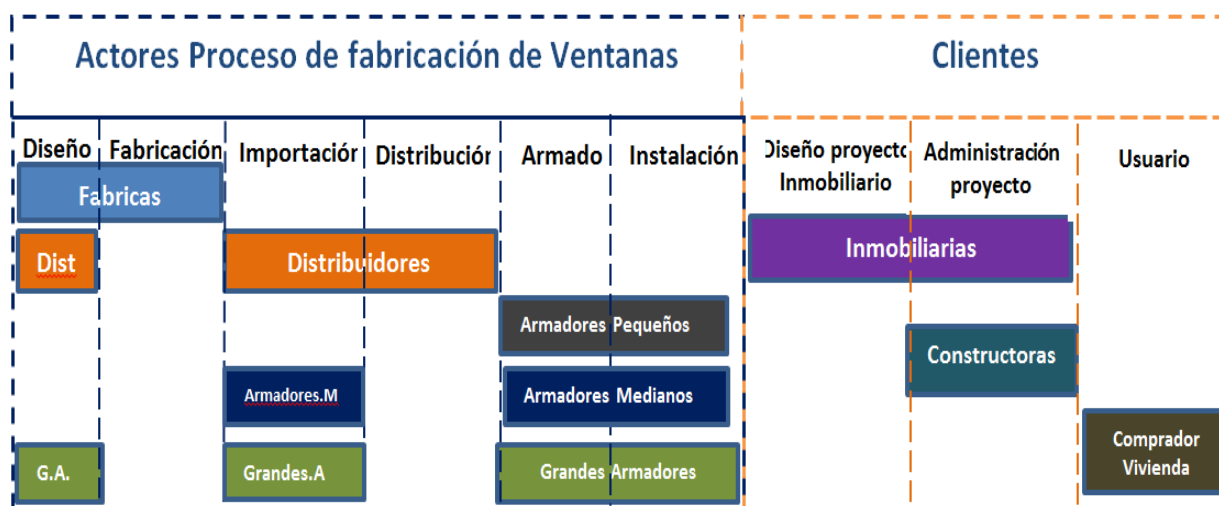 Actores Proceso de fabricación de Ventanas
Clientes
Diseño
Fabricación
Importación
Distribución
Armado
Instalación
Diseño proyecto
Inmobiliario
Administración
proyecto
Usuario
Fabricas
Dist
Distribuidores
Inmobiliarias
Armadores Pequeños
Constructoras
Armadores.M
Armadores Medianos
Comprador
Vivienda
G.A.
Grandes.A
Grandes Armadores